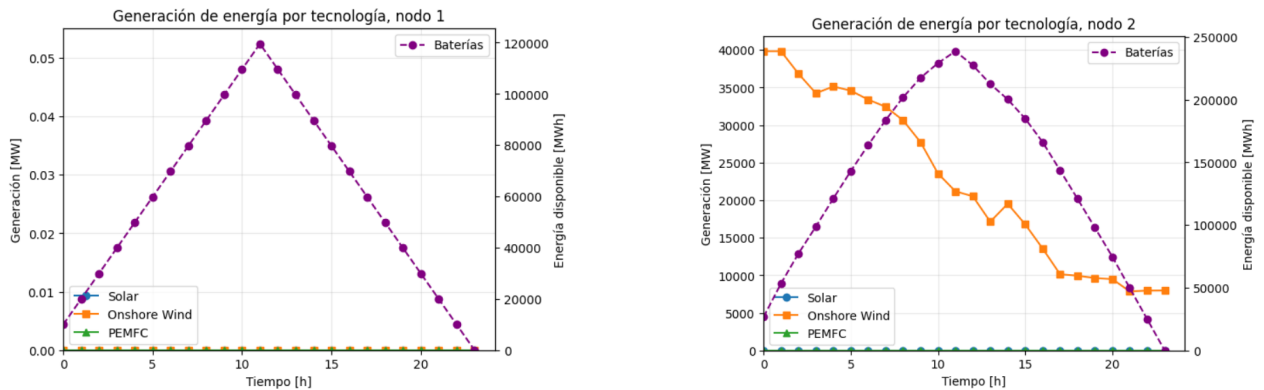 Generación de energía por tecnología, nodo 1
Baterías
0.05
0.04
0.03
0.02
0.01
0.00
Generación [MW]
120000
100000
80000
60000
40000
20000
0
Energía disponible [MWh]
Solar
Onshore Wind
PEMFC
0 5 10 15 20
Tiempo [h]
Generación de energía por tecnología, nodo 2
Baterías
40000
35000
30000
25000
20000
15000
10000
5000
0
Generación [MW]
250000
200000
150000
100000
50000
0
Energía disponible [MWh]
Solar
Onshore Wind
PEMFC
0 5 10 15 20
Tiempo [h]